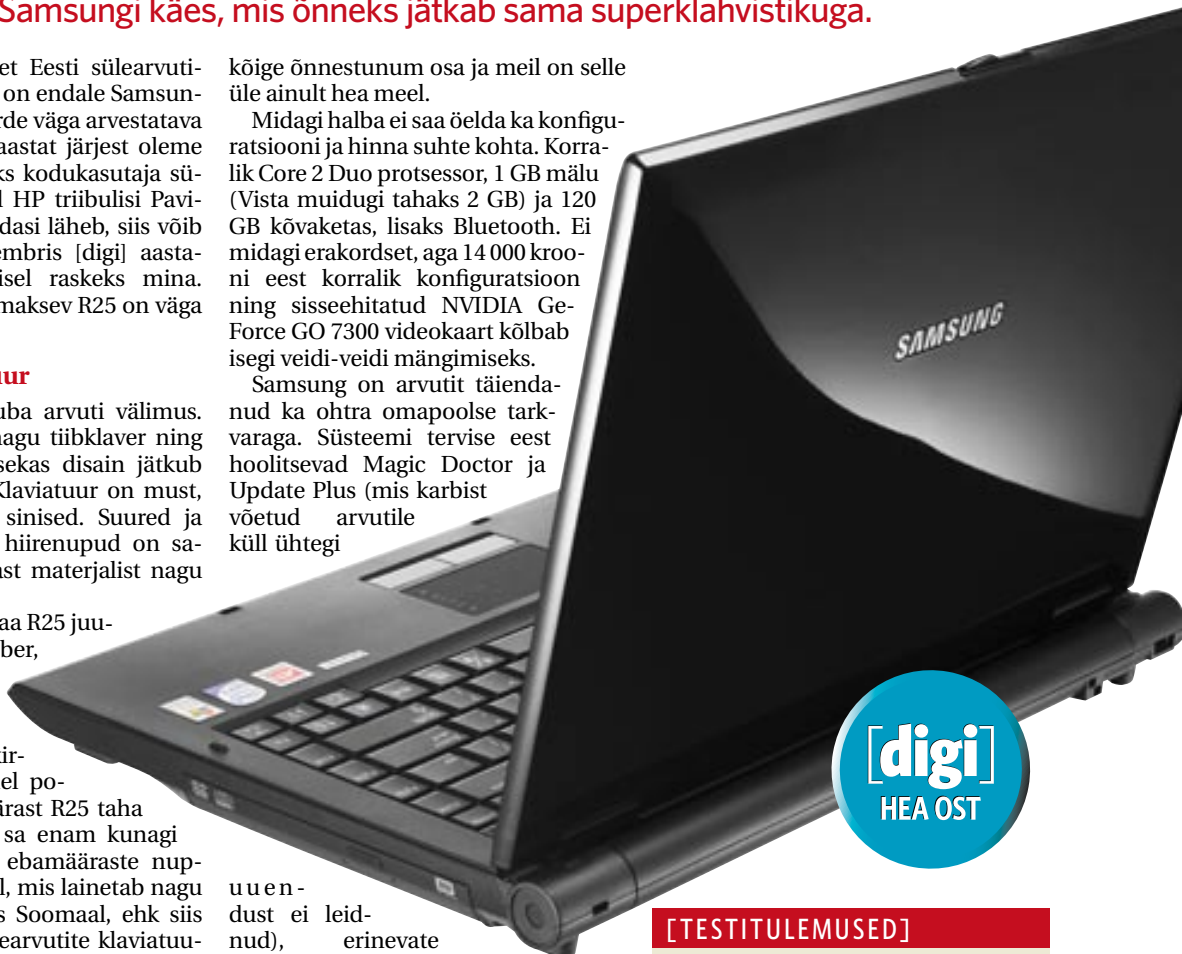 Samsungi käes, mis õnneks jätkab sama superklahvistikuga.
et Eesti sülearvuti-
on endale Samsun-
rde väga arvestatava
aastat järjest oleme
ks kodukasutaja sü-
l HP triibulisi Pavi-
dasi läheb, siis võib
embris [digi] aasta-
isel raskeks mina.
maksev R25 on väga
uur
uba arvuti välimus.
nagu tiibklaver ning
sekas disain jätkub
Klaviatuur on must,
sinised. Suured ja
hiirenupud on sa-
ast materjalist nagu
aa R25 juu-
ber,
kir-
el po-
ärast R25 taha
sa enam kunagi
ebamääraste nup-
l, mis lainetab nagu
s Soomaal, ehk siis
earvutite klaviatuu-
kõige õnnestunum osa ja meil on selle
üle ainult hea meel.
Midagi halba ei saa öelda ka konfigu-
ratsiooni ja hinna suhte kohta. Korra-
lik Core 2 Duo protsessor, 1 GB mälu
(Vista muidugi tahaks 2 GB) ja 120
GB kõvaketas, lisaks Bluetooth. Ei
midagi erakordset, aga 14 000 kroo-
ni eest korralik konfiguratsioon
ning sisseehitatud NVIDIA Ge-
Force GO 7300 videokaart kõlbab
isegi veidi-veidi mängimiseks.
Samsung on arvutit täienda-
nud ka ohtra omapoolse tark-
varaga. Süsteemi tervise eest
hoolitsevad Magic Doctor ja
Update Plus (mis karbist
võetud arvutile
küll ühtegi
uuen-
dust ei leid-
nud), erinevate
SAMSUNG
[digi]
HEA OST
[TESTITULEMUSED]